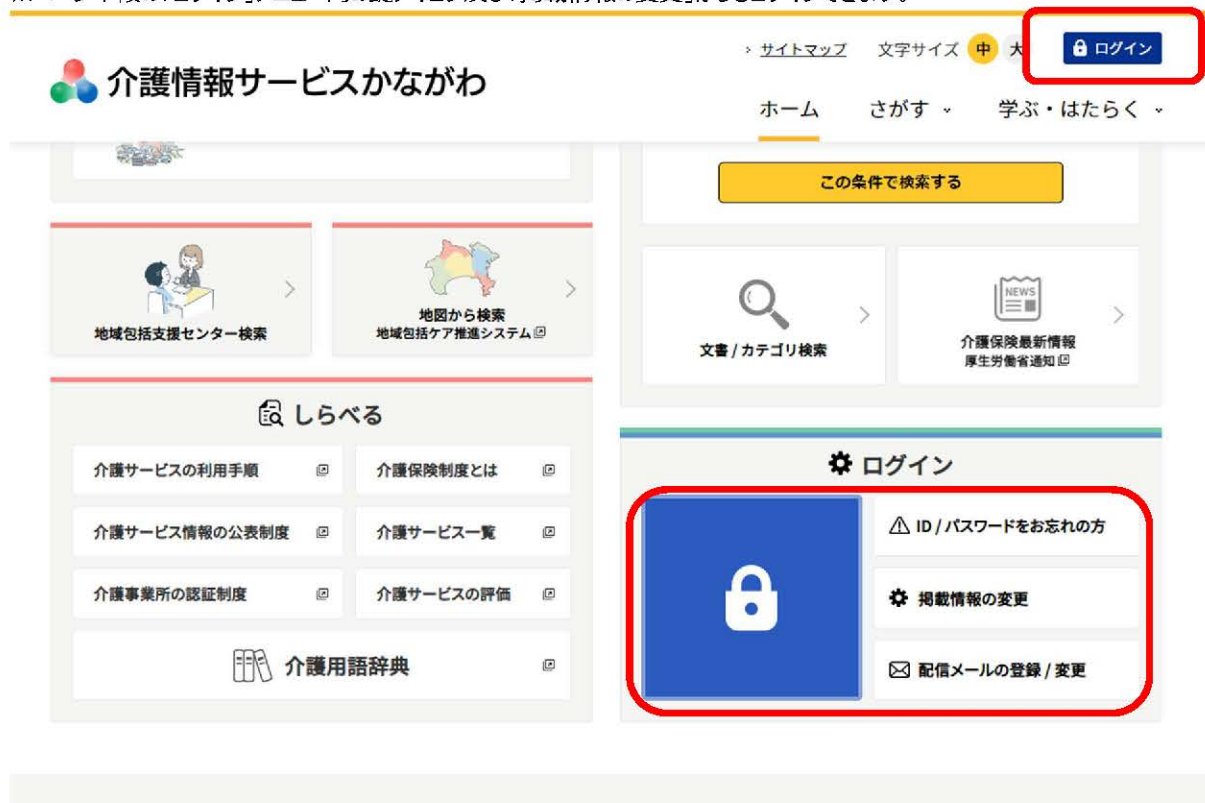 サイトマップ 文字サイズ 中 大 ログイン
介護情報サービスかながわ
ホーム さがす 学ぶ・はたらく
この条件で検索する
地域包括支援センター検索
地図から検索
地域包括ケア推進システム
文書 / カテゴリ検索
NEWS
介護保険最新情報
厚生労働省通知
しらべる
介護サービスの利用手順 介護保険制度とは
介護サービス情報の公表制度 介護サービス一覧
介護事業所の認証制度 介護サービスの評価
介護用語辞典
ログイン
ID / パスワードをお忘れの方
掲載情報の変更
配信メールの登録 / 変更